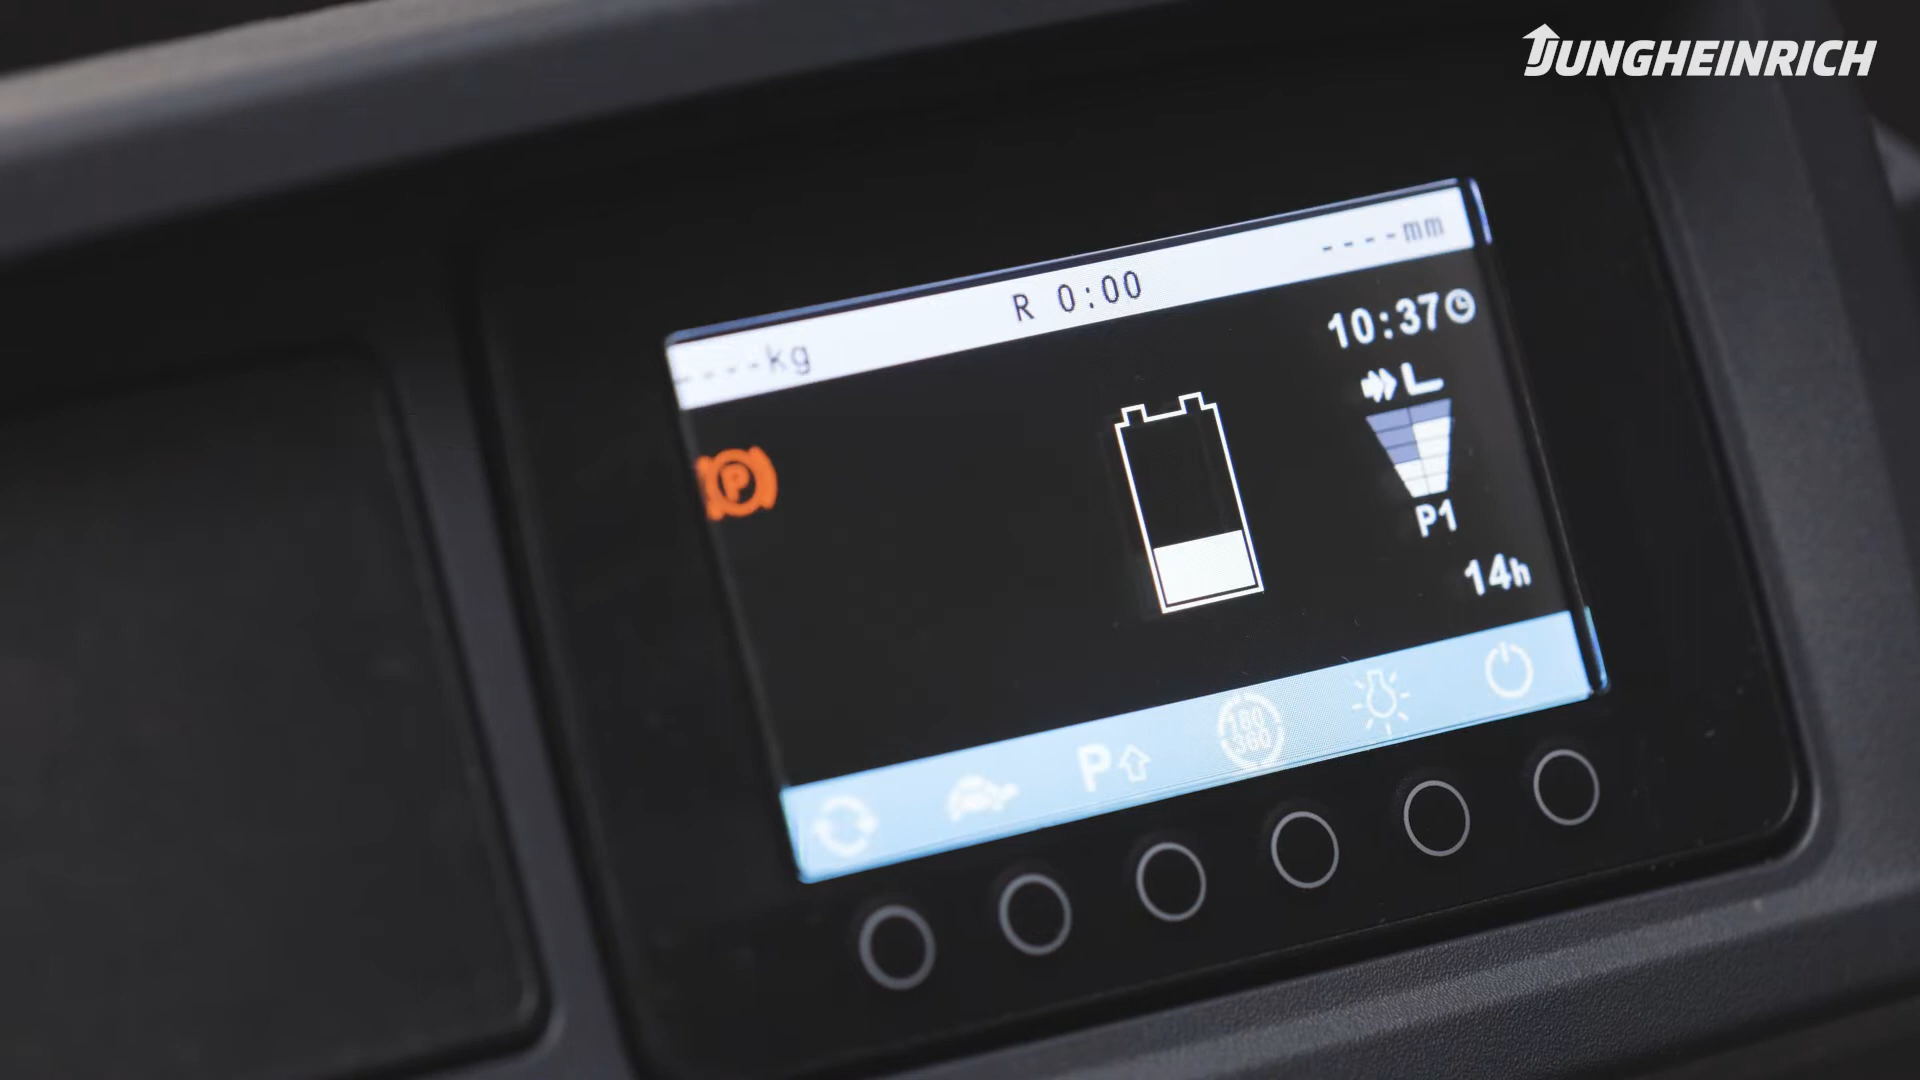 JUNGHEINRICH
----kg R 0:00 ----mm
10:37
P
P1
14h
P
180
360